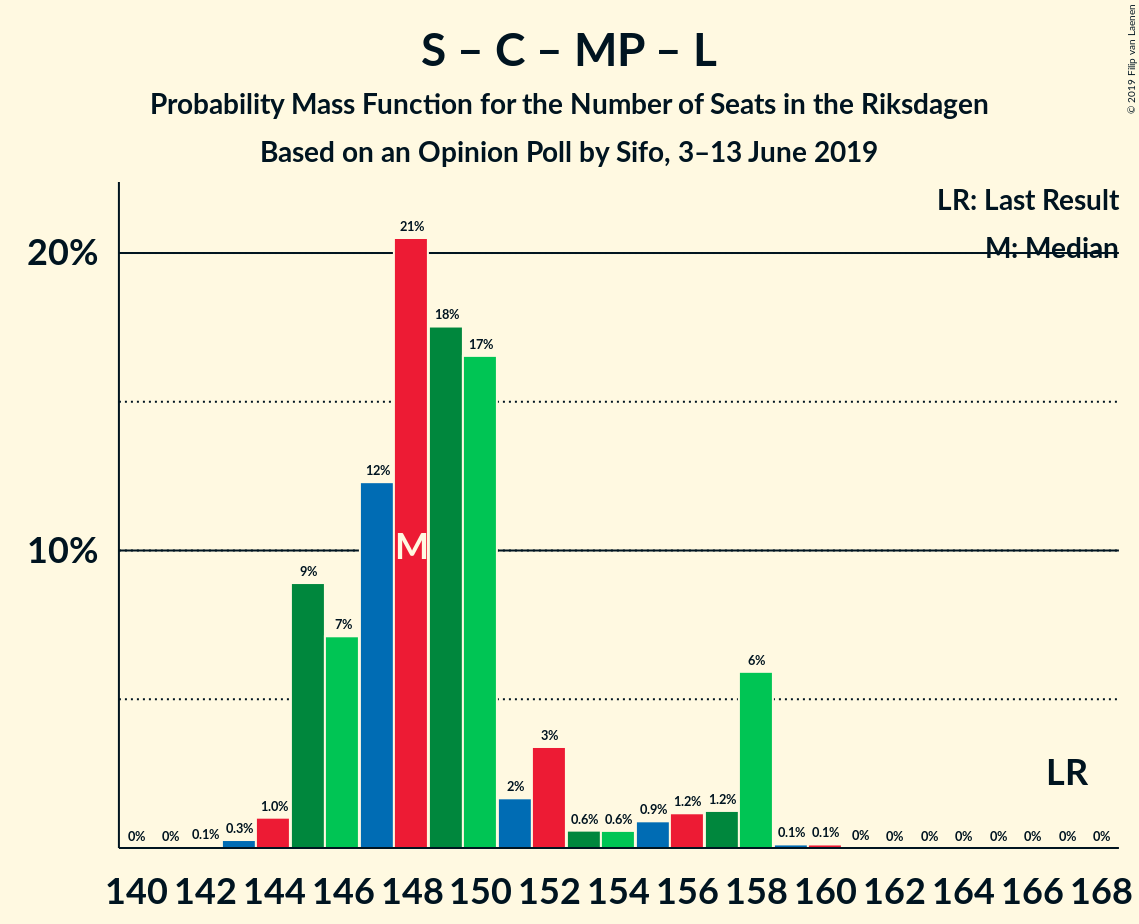 S – C – MP – L
Probability Mass Function for the Number of Seats in the Riksdagen
Based on an Opinion Poll by Sifo, 3–13 June 2019
© 2019 Filip van Laenen
LR: Last Result
M: Median
20%
10%
0% 0% 0.1% 0.3% 1.0% 9% 7% 12% 21% 18% 17% 2% 3% 0.6% 0.6% 0.9% 1.2% 1.2% 6% 0.1% 0.1% 0% 0% 0% 0% 0% 0% 0% 0%
M
LR
140 142 144 146 148 150 152 154 156 158 160 162 164 166 168